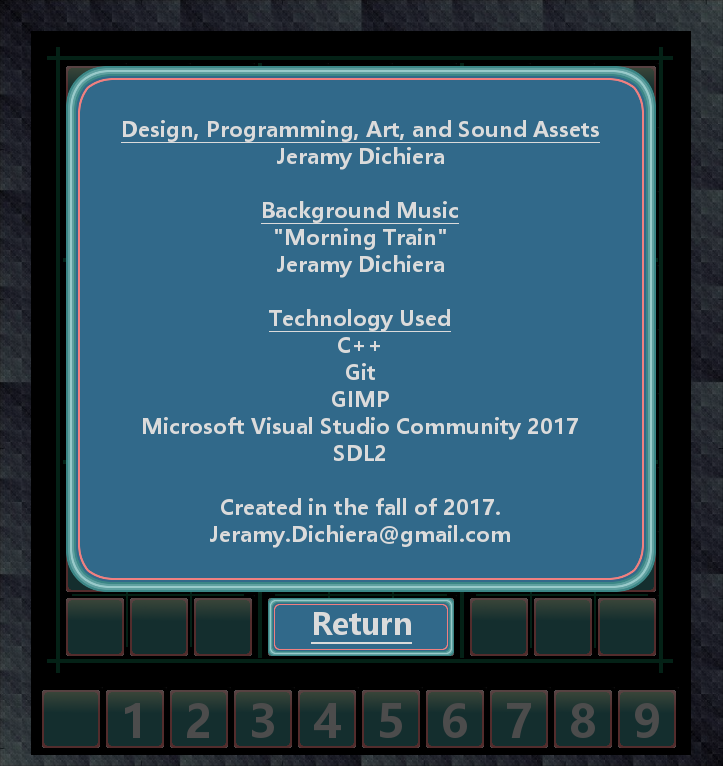 Design, Programming, Art, and Sound Assets
Jeramy Dichiera
Background Music
"Morning Train"
Jeramy Dichiera
Technology Used
C++
Git
GIMP
Microsoft Visual Studio Community 2017
SDL2
Created in the fall of 2017.
Jeramy.Dichiera@gmail.com
Return
1 2 3 4 5 6 7 8 9